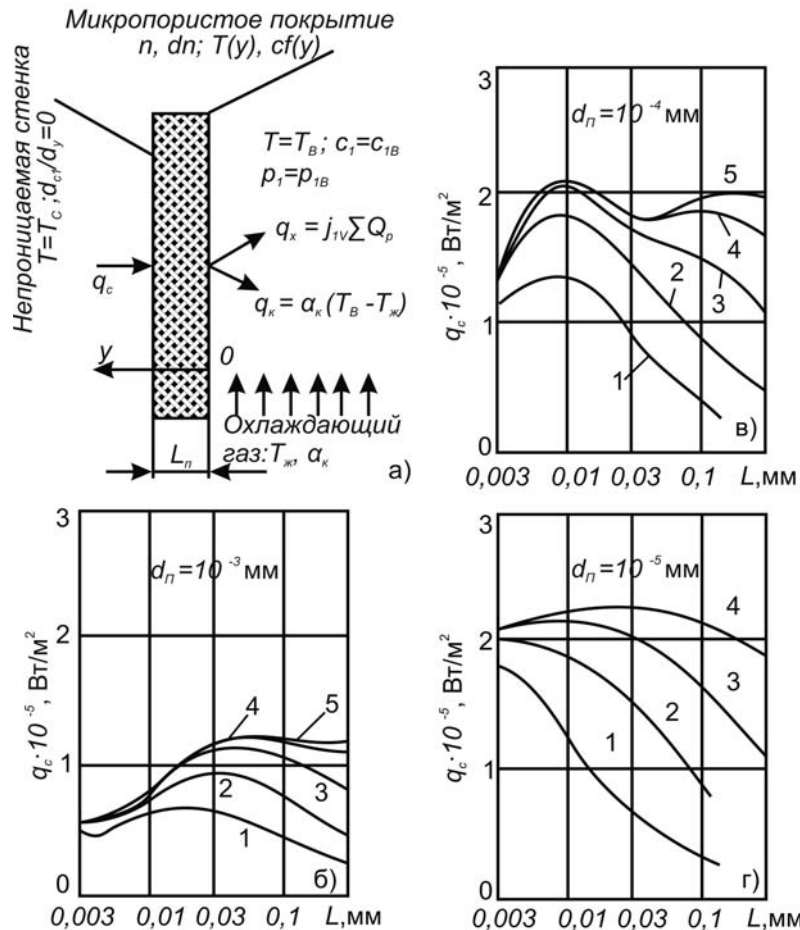 Микропористое покрытие
n, dn; T(y), cf(y)
Непроницаемая стенка
T=T_c ;d_c1/d_y=0
T=T_B ; c_1=c_1B
p_1=p_1B
q_x = j_1V ∑ Q_p
q_к = α_к (T_B -T_ж)
q_c
y
0
Охлаждающий
газ:T_ж, α_к
L_п
а)
q_c·10⁻⁵, Вт/м²
3
d_П=10⁻⁴ мм
2
1
0
5
4
3
2
1
в)
0,003
0,01
0,03
0,1
L,мм
q_c·10⁻⁵, Вт/м²
3
d_П=10⁻³ мм
2
1
0
4
5
3
2
1
б)
0,003
0,01
0,03
0,1
L,мм
q_c·10⁻⁵, Вт/м²
3
d_П=10⁻⁵ мм
2
1
0
4
3
2
1
г)
0,003
0,01
0,03
0,1
L,мм